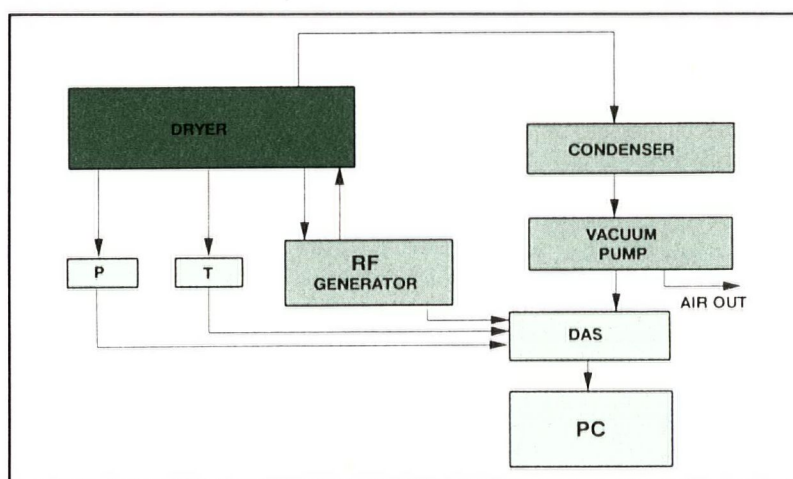 DRYER
CONDENSER
VACUUM
PUMP
P
T
RF
GENERATOR
AIR OUT
DAS
PC